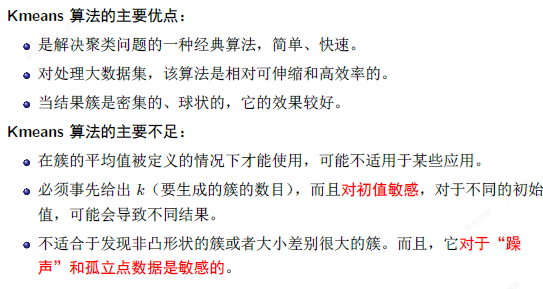 Kmeans 算法的主要优点：
是解决聚类问题的一种经典算法，简单、快速。
对处理大数据集，该算法是相对可伸缩和高效率的。
当结果簇是密集的、球状的，它的效果较好。
Kmeans 算法的主要不足：
在簇的平均值被定义的情况下才能使用，可能不适用于某些应用。
必须事先给出 k（要生成的簇的数目），而且对初值敏感，对于不同的初始
值，可能会导致不同结果。
不适合于发现非凸形状的簇或者大小差别很大的簇。而且，它对于“躁
声”和孤立点数据是敏感的。